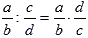 a/b : c/d = a/b · d/c